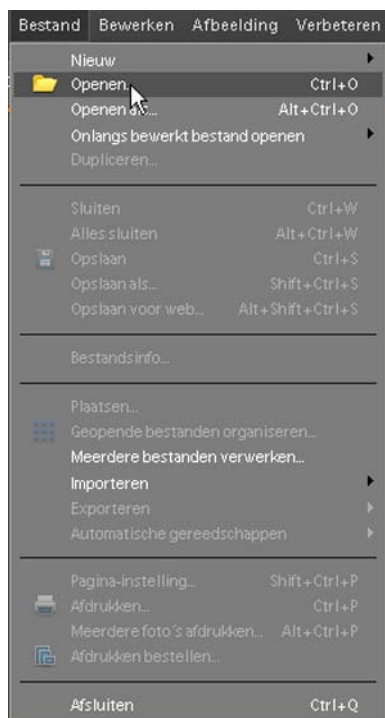 Bestand Bewerken Afbeelding Verbeteren
Nieuw
Openen... Ctrl+O
Openen als... Alt+Ctrl+O
Onlangs bewerkt bestand openen
Dupliceren...
Sluiten Ctrl+W
Alles sluiten Alt+Ctrl+W
Opslaan Ctrl+S
Opslaan als... Shift+Ctrl+S
Opslaan voor web... Alt+Shift+Ctrl+S
Bestandsinfo...
Plaatsen...
Geopende bestanden organiseren...
Meerdere bestanden verwerken...
Importeren
Exporteren
Automatische gereedschappen
Pagina-instelling... Shift+Ctrl+P
Afdrukken... Ctrl+P
Meerdere foto's afdrukken... Alt+Ctrl+P
Afdrukken bestellen...
Afsluiten Ctrl+Q